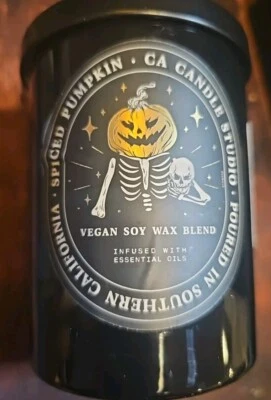 SPICED PUMPKIN · CA CANDLE STUDIO · POURED IN SOUTHERN CALIFORNIA ·
VEGAN SOY WAX BLEND
INFUSED WITH
ESSENTIAL OILS